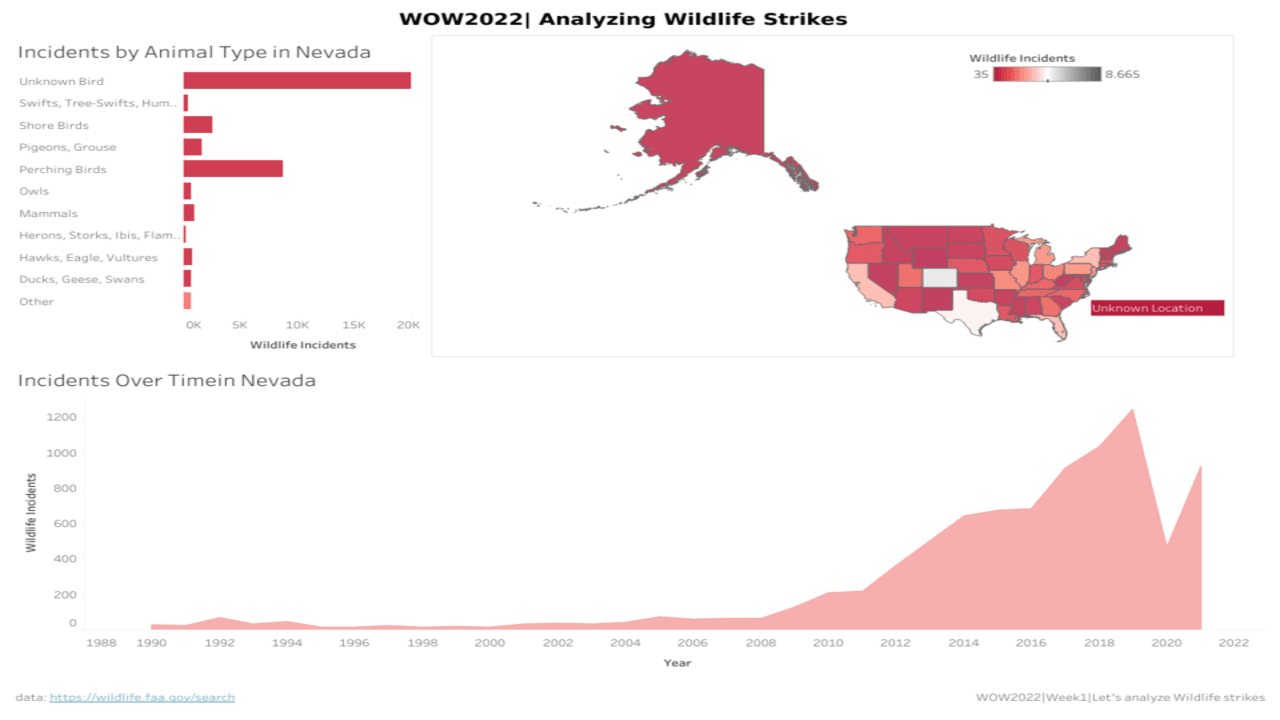 WOW2022| Analyzing Wildlife Strikes
Incidents by Animal Type in Nevada
Unknown Bird
Swifts, Tree-Swifts, Hum..
Shore Birds
Pigeons, Grouse
Perching Birds
Owls
Mammals
Herons, Storks, Ibis, Flam..
Hawks, Eagle, Vultures
Ducks, Geese, Swans
Other
0K 5K 10K 15K 20K
Wildlife Incidents
Wildlife Incidents
35 8.665
Unknown Location
Incidents Over Timein Nevada
1200
1000
800
600
400
200
0
Wildlife Incidents
1988 1990 1992 1994 1996 1998 2000 2002 2004 2006 2008 2010 2012 2014 2016 2018 2020 2022
Year
data: https://wildlife.faa.gov/search
WOW2022|Week1|Let's analyze Wildlife strikes